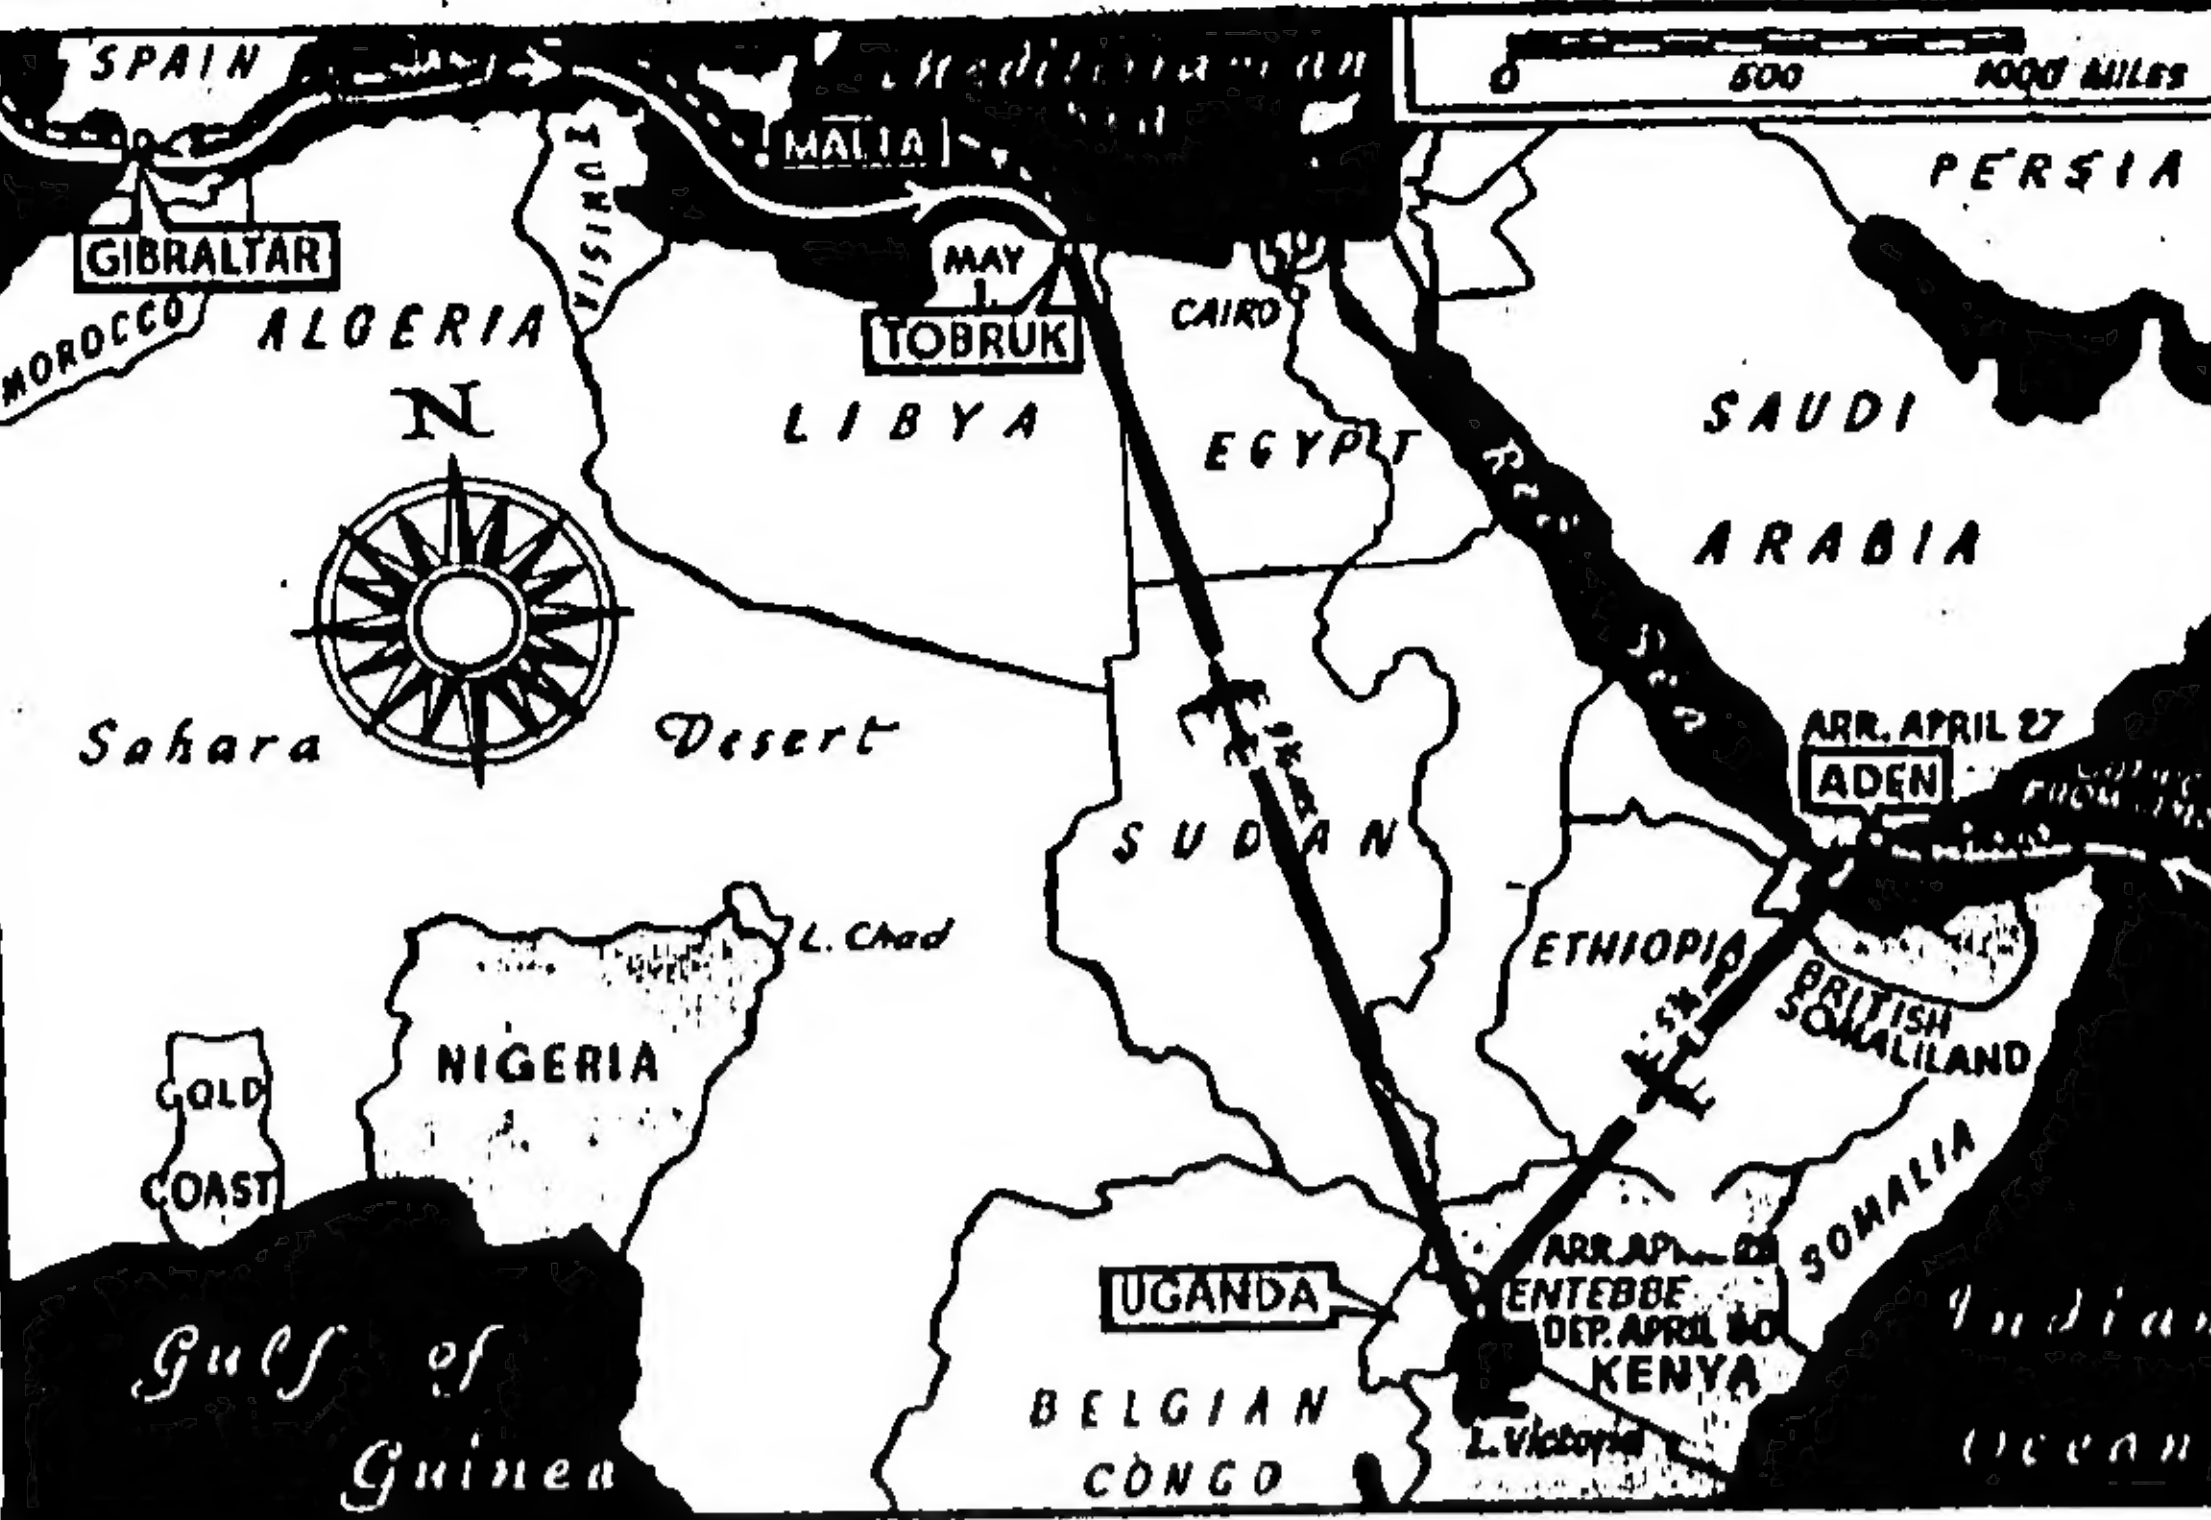 SPAIN
Mediterranean
0 500 1000 MILES
MALTA
PERSIA
TUNISIA
GIBRALTAR
MAY
1
CAIRO
MOROCCO
ALGERIA
TOBRUK
N
LIBYA
EGYPT
SAUDI
ARABIA
Red Sea
Sahara Desert
ARR. APRIL 27
ADEN
SUDAN
L. Chad
ETHIOPIA
BRITISH
SOMALILAND
NIGERIA
GOLD
COAST
SOMALIA
ARR.
UGANDA
ENTEBBE
DEP. APRIL 30
KENYA
Gulf of
Guinea
BELGIAN
CONGO
L. Victoria
Indian
Ocean